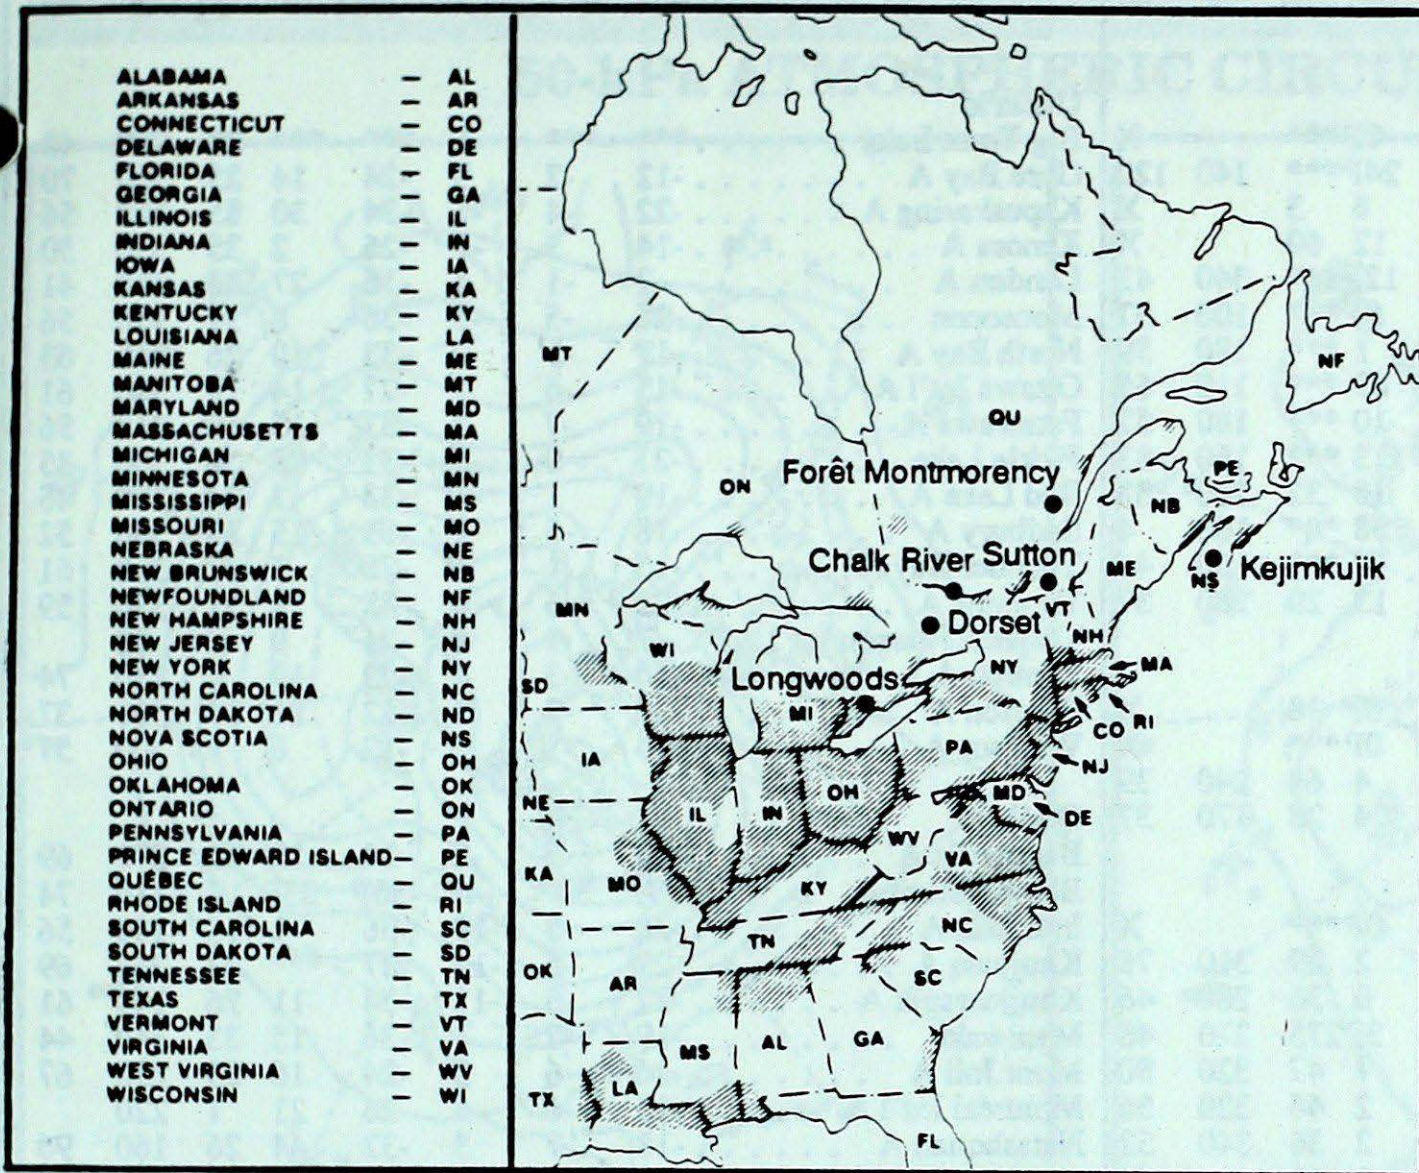 ALABAMA – AL
ARKANSAS – AR
CONNECTICUT – CO
DELAWARE – DE
FLORIDA – FL
GEORGIA – GA
ILLINOIS – IL
INDIANA – IN
IOWA – IA
KANSAS – KA
KENTUCKY – KY
LOUISIANA – LA
MAINE – ME
MANITOBA – MT
MARYLAND – MD
MASSACHUSETTS – MA
MICHIGAN – MI
MINNESOTA – MN
MISSISSIPPI – MS
MISSOURI – MO
NEBRASKA – NE
NEW BRUNSWICK – NB
NEWFOUNDLAND – NF
NEW HAMPSHIRE – NH
NEW JERSEY – NJ
NEW YORK – NY
NORTH CAROLINA – NC
NORTH DAKOTA – ND
NOVA SCOTIA – NS
OHIO – OH
OKLAHOMA – OK
ONTARIO – ON
PENNSYLVANIA – PA
PRINCE EDWARD ISLAND – PE
QUÉBEC – QU
RHODE ISLAND – RI
SOUTH CAROLINA – SC
SOUTH DAKOTA – SD
TENNESSEE – TN
TEXAS – TX
VERMONT – VT
VIRGINIA – VA
WEST VIRGINIA – WV
WISCONSIN – WI
MT
NF
QU
Forêt Montmorency
PE
ON
NB
Chalk River
Sutton
ME
NS
Kejimkujik
MN
VT
Dorset
NH
WI
NY
MA
Longwoods
SD
MI
RI
CO
PA
IA
NJ
OH
MD
NE
IL
IN
DE
WV
VA
KA
MO
KY
NC
TN
OK
AR
SC
MS
AL
GA
LA
TX
FL